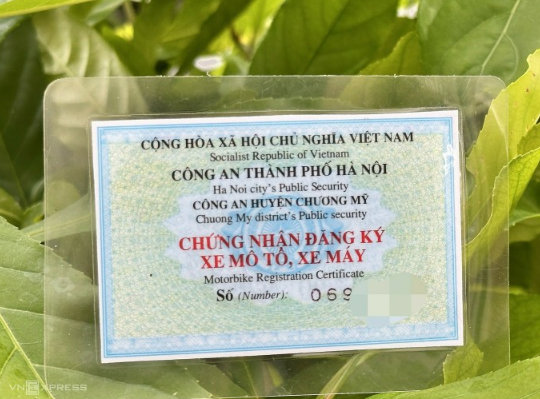 CỘNG HÒA XÃ HỘI CHỦ NGHĨA VIỆT NAM
Socialist Republic of Vietnam
CÔNG AN THÀNH PHỐ HÀ NỘI
Ha Noi city's Public Security
CÔNG AN HUYỆN CHƯƠNG MỸ
Chuong My district's Public security
CHỨNG NHẬN ĐĂNG KÝ
XE MÔ TÔ, XE MÁY
Motorbike Registration Certificate
Số (Number): 069
VNEXPRESS